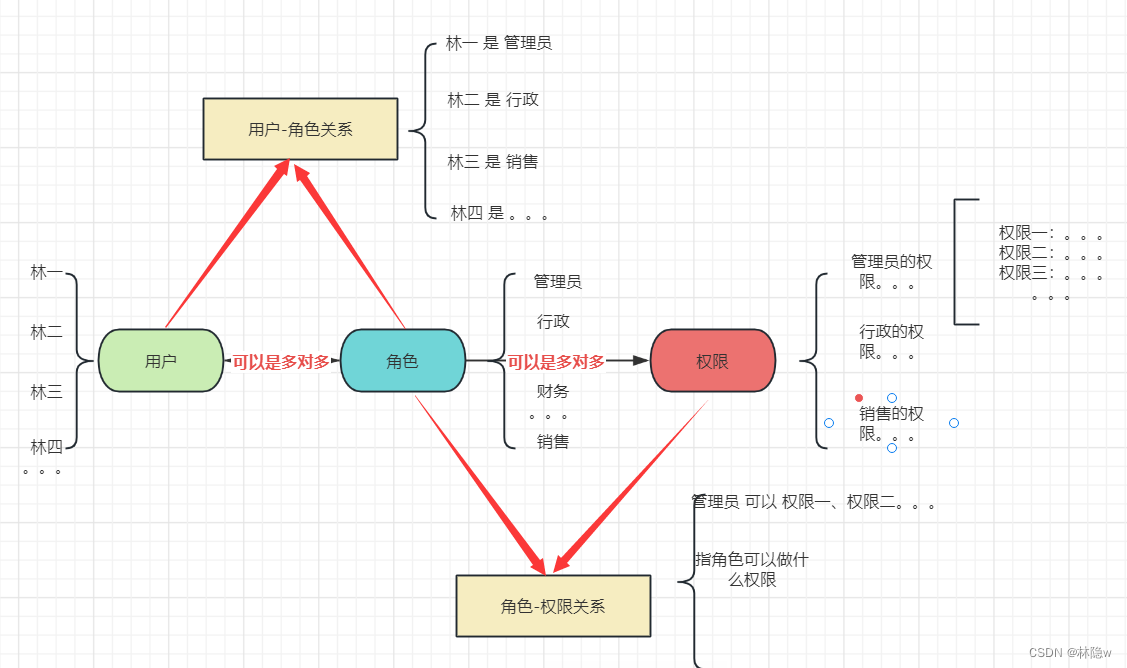 林一 是 管理员
林二 是 行政
用户-角色关系
林三 是 销售
林四 是 。。。
林一
林二
林三
林四
。。。
用户
可以是多对多
角色
管理员
行政
可以是多对多
财务
。。。
销售
权限
管理员的权
限。。。
行政的权
限。。。
销售的权
限。。。
权限一：。。。
权限二：。。。
权限三：。。。
。。。
管理员 可以 权限一、权限二。。。
指角色可以做什
么权限
角色-权限关系
CSDN @林隐w